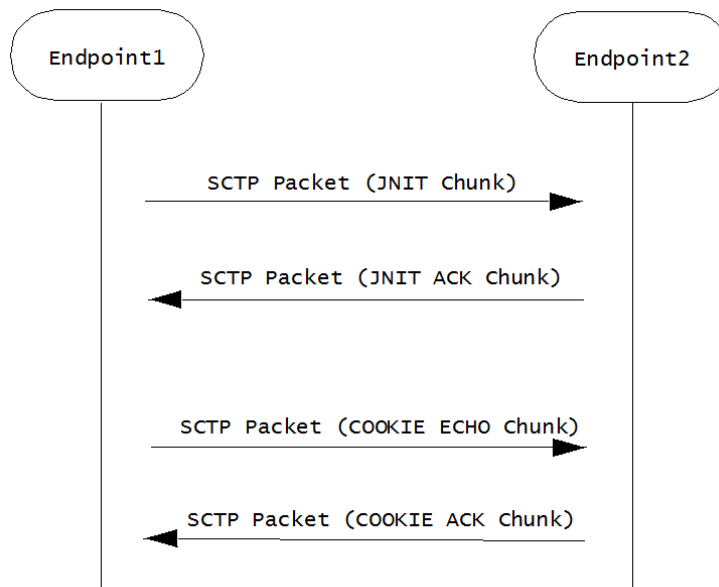 Endpoint1
Endpoint2
SCTP Packet (JNIT Chunk)
SCTP Packet (JNIT ACK Chunk)
SCTP Packet (COOKIE ECHO Chunk)
SCTP Packet (COOKIE ACK Chunk)